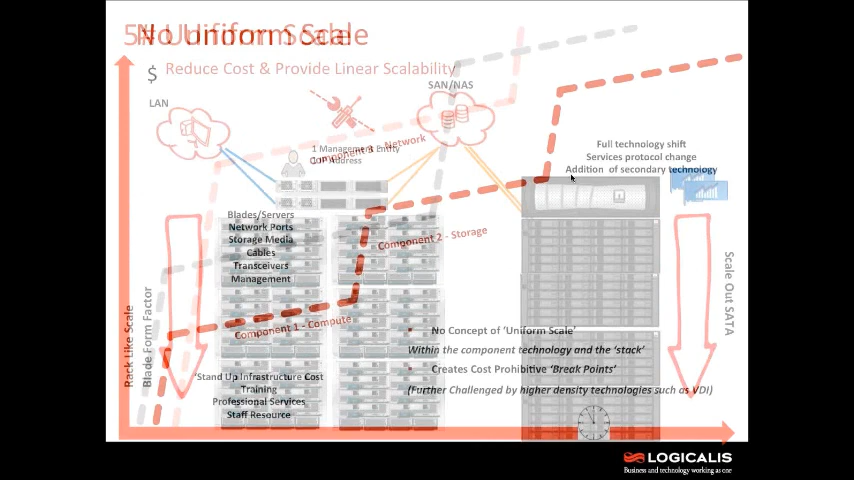 No Uniform Scale
$ Reduce Cost & Provide Linear Scalability
SAN/NAS
LAN
1 Management Entity
1 IP Address
Component 3 - Network
Full technology shift
Services protocol change
Addition of secondary technology
Blades/Servers
Network Ports
Storage Media
Cables
Transceivers
Management
Component 2 - Storage
Component 1 - Compute
Rack Like Scale
Blade Form Factor
Scale Out SATA
No Concept of 'Uniform Scale'
Within the component technology and the 'stack'
Creates Cost Prohibitive 'Break Points'
(Further Challenged by higher density technologies such as VDI)
'Stand Up Infrastructure Cost
Training
Professional Services
Staff Resource
LOGICALIS
Business and technology working as one